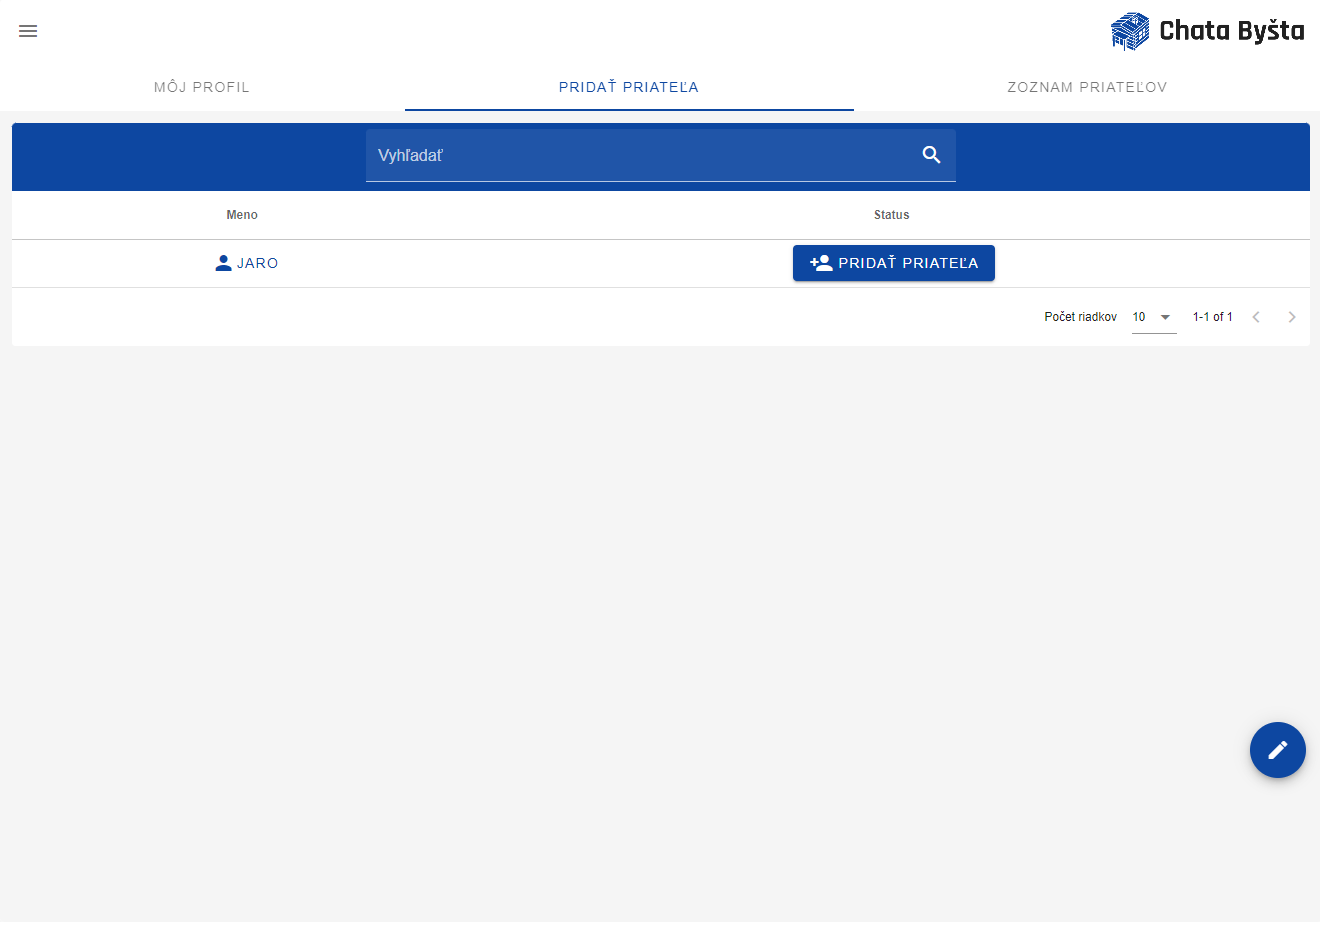 Chata Byšta
MÔJ PROFIL
PRIDAŤ PRIATEĽA
ZOZNAM PRIATEĽOV
Vyhľadať
Meno
Status
JARO
PRIDAŤ PRIATEĽA
Počet riadkov
10
1-1 of 1